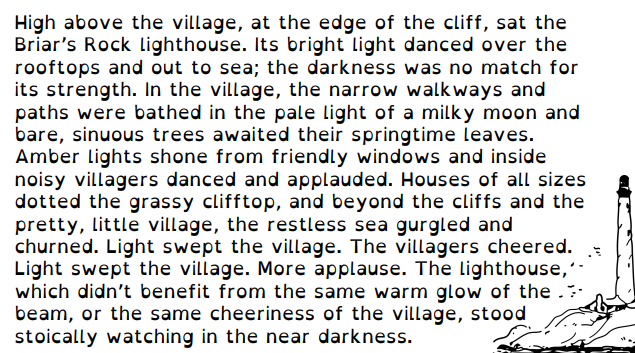 High above the village, at the edge of the cliff, sat the
Briar's Rock lighthouse. Its bright light danced over the
rooftops and out to sea; the darkness was no match for
its strength. In the village, the narrow walkways and
paths were bathed in the pale light of a milky moon and
bare, sinuous trees awaited their springtime leaves.
Amber lights shone from friendly windows and inside
noisy villagers danced and applauded. Houses of all sizes
dotted the grassy clifftop, and beyond the cliffs and the
pretty, little village, the restless sea gurgled and
churned. Light swept the village. The villagers cheered.
Light swept the village. More applause. The lighthouse,
which didn't benefit from the same warm glow of the
beam, or the same cheeriness of the village, stood
stoically watching in the near darkness.